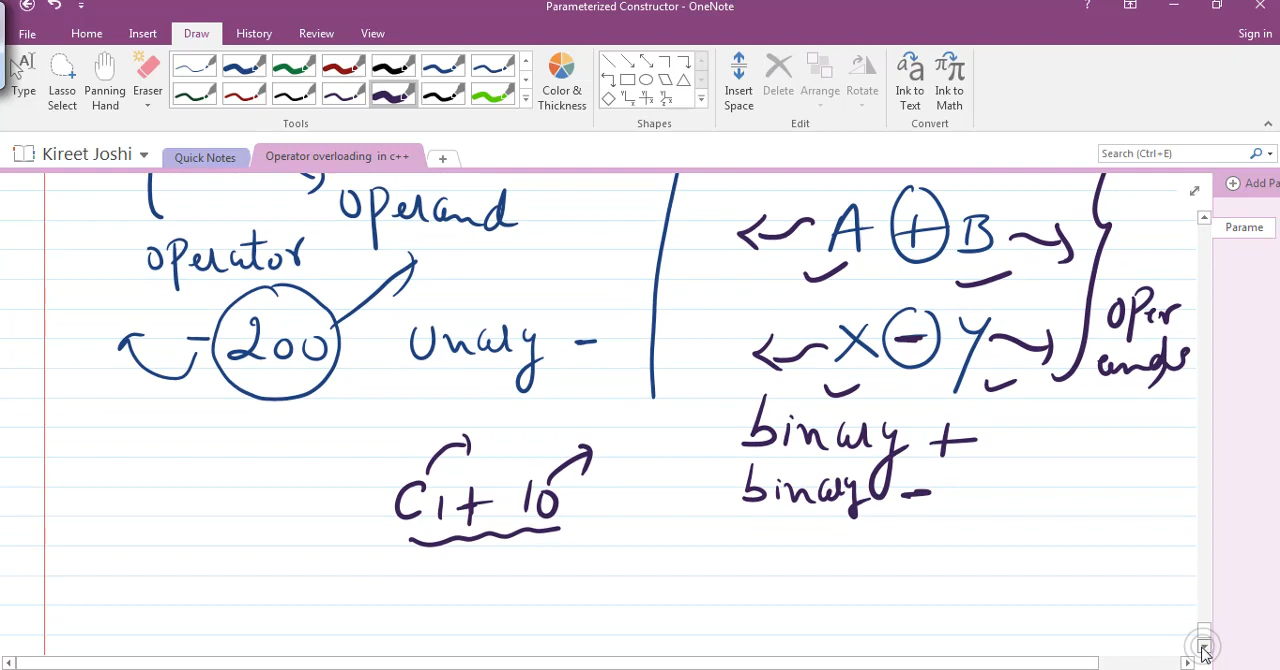 Parameterized Constructor - OneNote
File Home Insert Draw History Review View Sign in
Type Lasso Select Panning Hand Eraser Color & Thickness Insert Space Delete Arrange Rotate Ink to Text Ink to Math
Tools Shapes Edit Convert
Kireet Joshi Quick Notes Operator overloading in c++ + Search (Ctrl+E)
Add Pa
Parame
operand
operator
A + B
-200 Unary -
X - Y
oper
ands
binary +
binary -
C1 + 10